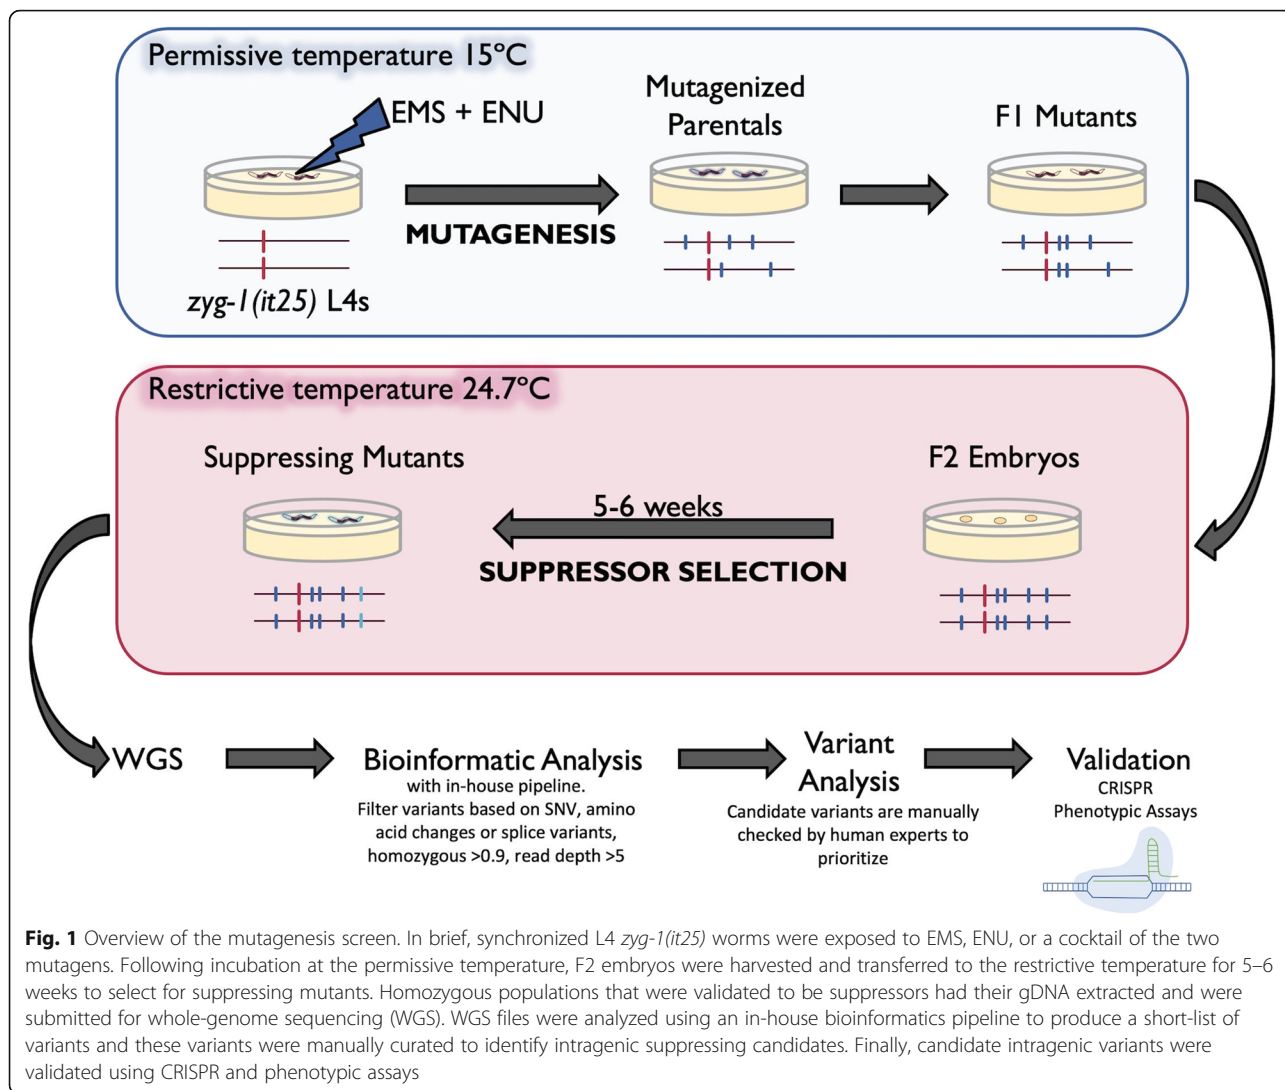 Permissive temperature 15ºC
EMS + ENU
Mutagenized
Parentals
F1 Mutants
MUTAGENESIS
zyg-1(it25) L4s
Restrictive temperature 24.7ºC
Suppressing Mutants
F2 Embryos
5-6 weeks
SUPPRESSOR SELECTION
WGS
Bioinformatic Analysis
with in-house pipeline.
Filter variants based on SNV, amino
acid changes or splice variants,
homozygous >0.9, read depth >5
Variant
Analysis
Candidate variants are manually
checked by human experts to
prioritize
Validation
CRISPR
Phenotypic Assays
Fig. 1 Overview of the mutagenesis screen. In brief, synchronized L4 zyg-1(it25) worms were exposed to EMS, ENU, or a cocktail of the two
mutagens. Following incubation at the permissive temperature, F2 embryos were harvested and transferred to the restrictive temperature for 5–6
weeks to select for suppressing mutants. Homozygous populations that were validated to be suppressors had their gDNA extracted and were
submitted for whole-genome sequencing (WGS). WGS files were analyzed using an in-house bioinformatics pipeline to produce a short-list of
variants and these variants were manually curated to identify intragenic suppressing candidates. Finally, candidate intragenic variants were
validated using CRISPR and phenotypic assays